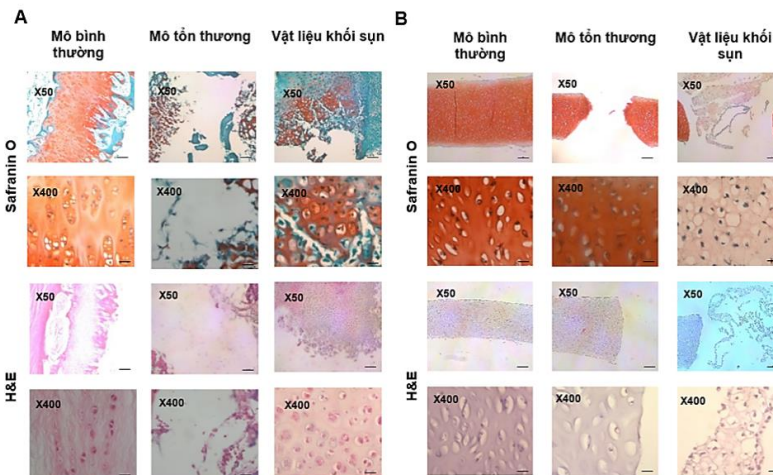 A
Mô bình
thường
Mô tổn thương
Vật liệu khối sụn
Safranin O
X50
X50
X50
X400
X400
X400
H&E
X50
X50
X50
X400
X400
X400
B
Mô bình
thường
Mô tổn thương
Vật liệu khối
sụn
Safranin O
X50
X50
X50
X400
X400
X400
H&E
X50
X50
X50
X400
X400
X400